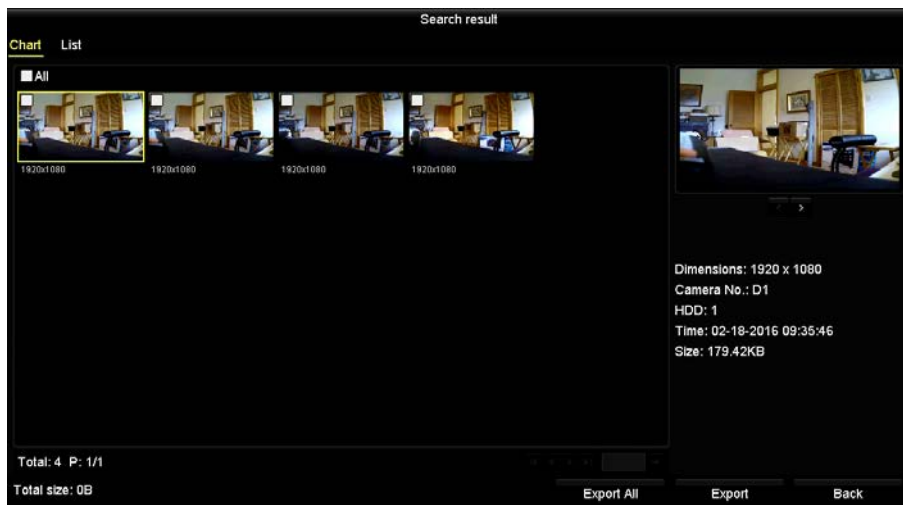 Search result
Chart List
All
1920x1080 1920x1080 1920x1080 1920x1080
Dimensions: 1920 x 1080
Camera No.: D1
HDD: 1
Time: 02-18-2016 09:35:46
Size: 179.42KB
Total: 4 P: 1/1
Total size: 0B
Export All Export Back